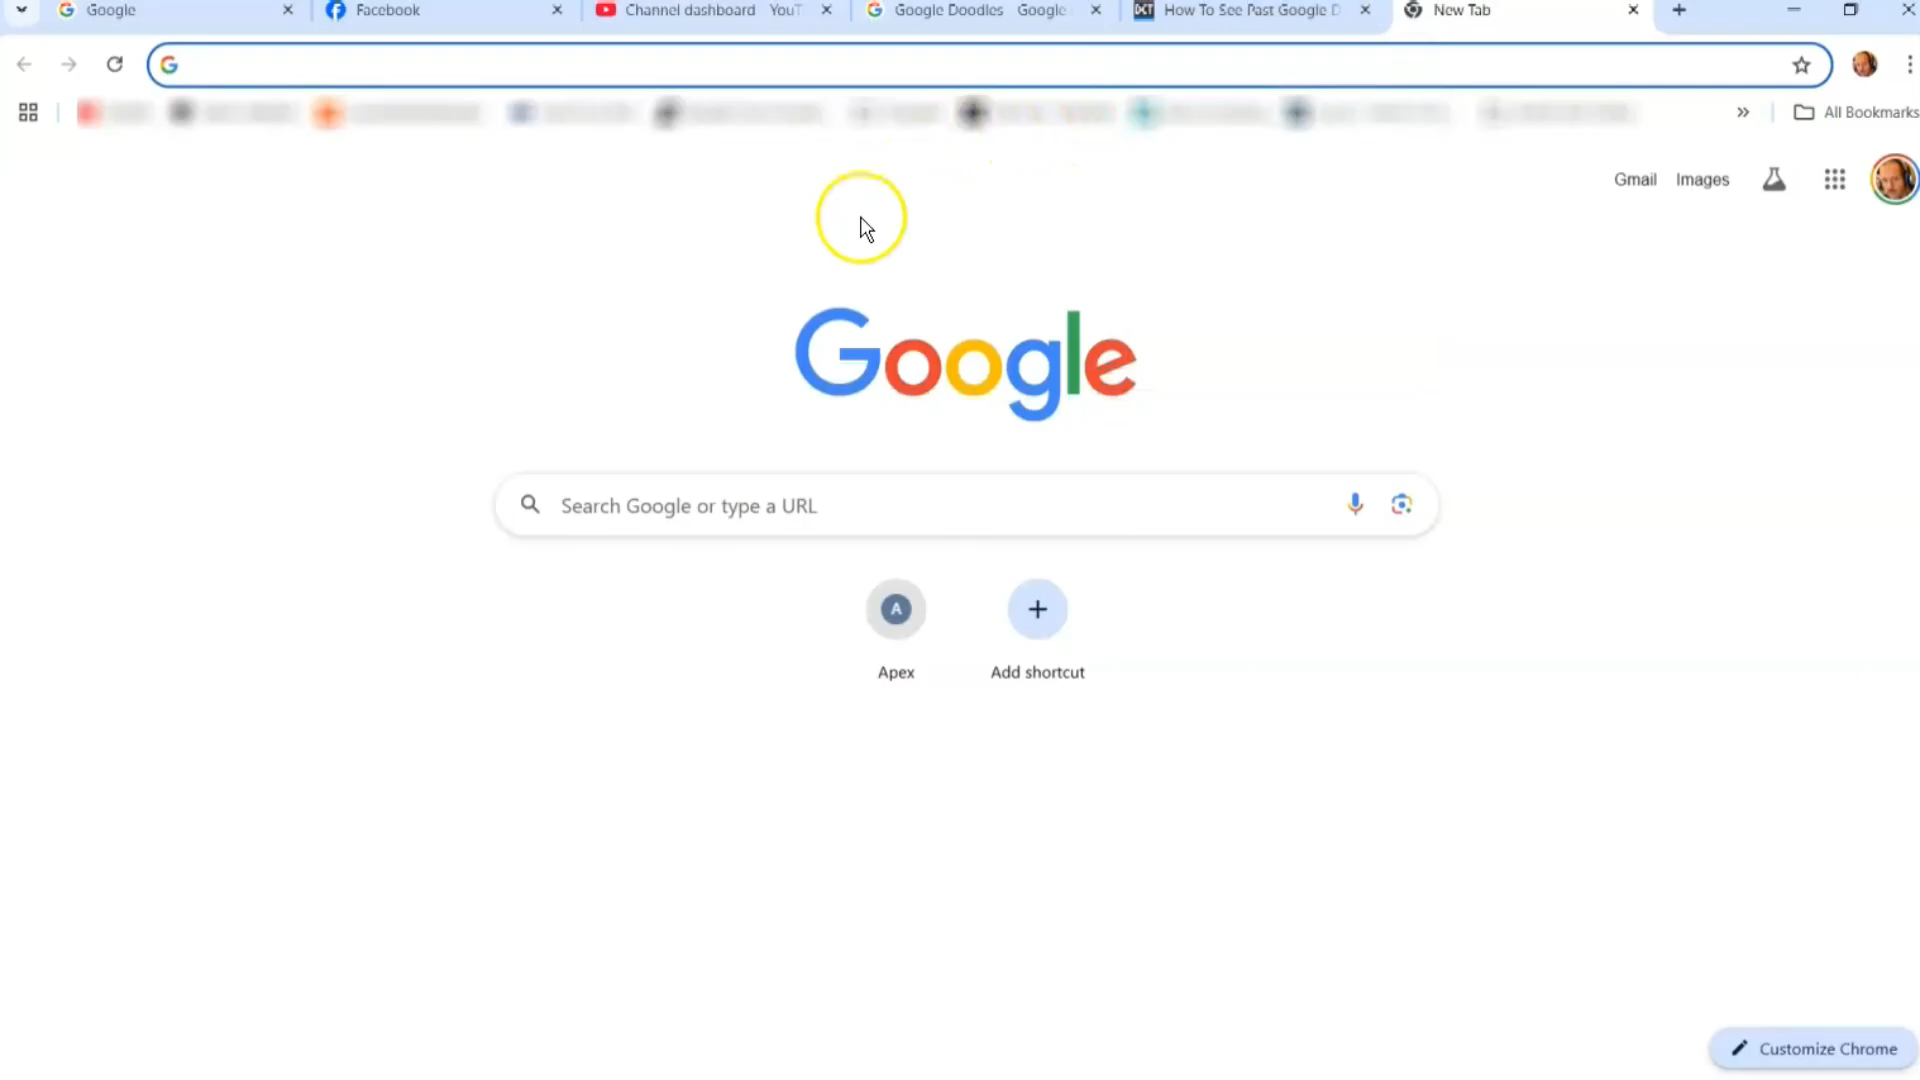 Google
Facebook
Channel dashboard YouT
Google Doodles Google
How To See Past Google D
New Tab
All Bookmarks
Gmail
Images
Google
Search Google or type a URL
A
Apex
Add shortcut
Customize Chrome